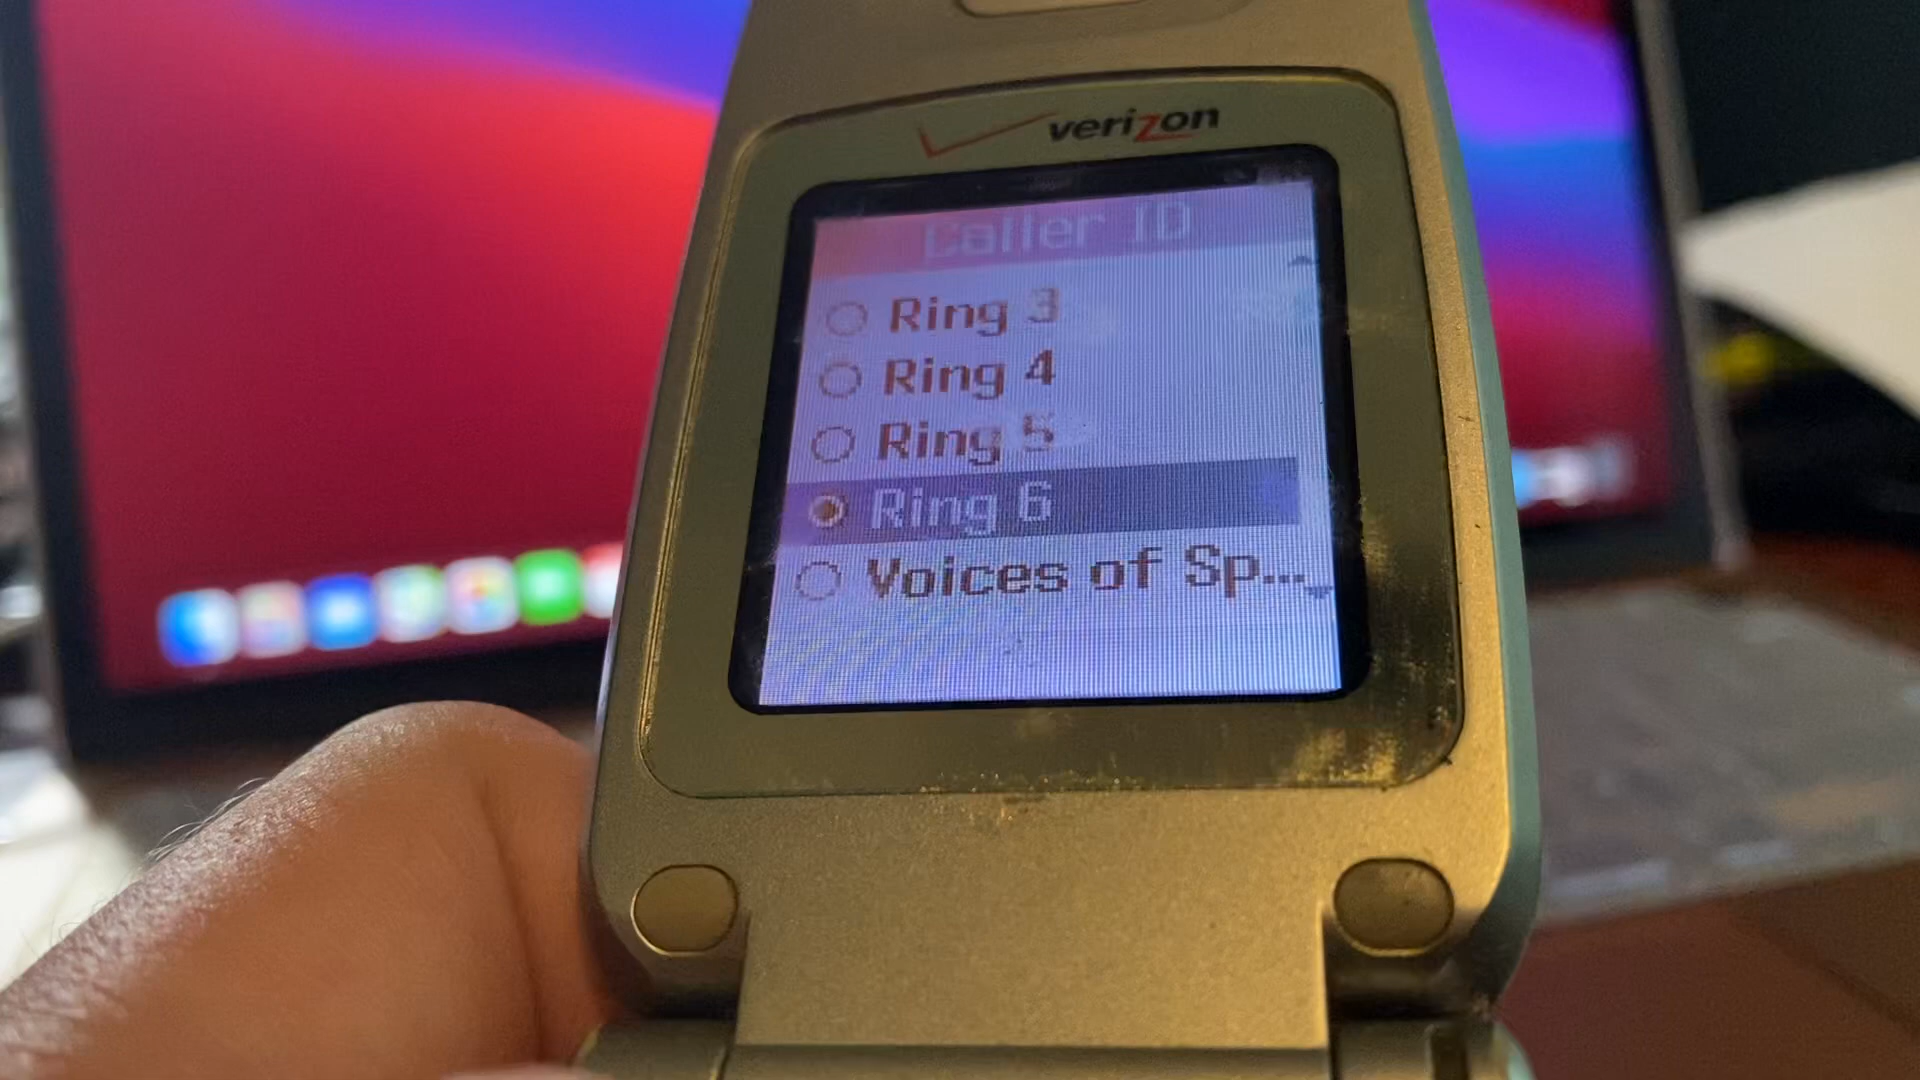 verizon
Caller ID
Ring 3
Ring 4
Ring 5
Ring 6
Voices of Sp...